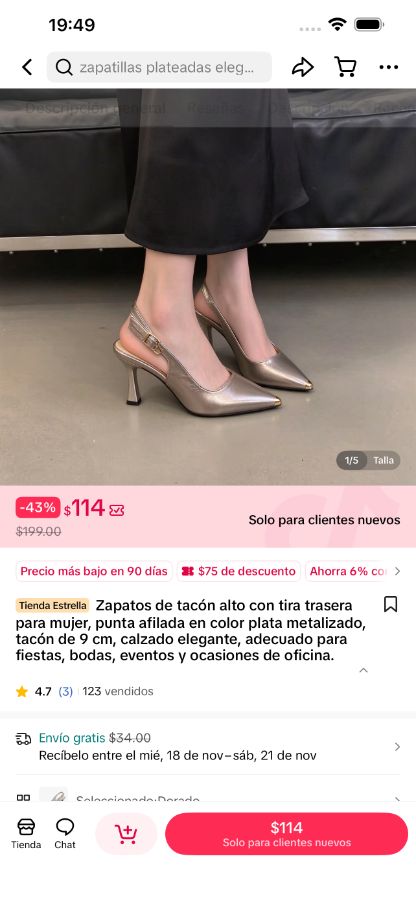 19:49
zapatillas plateadas eleg...
Descripción general Reseñas
1/5 Talla
-43% $114
$199.00
Solo para clientes nuevos
Precio más bajo en 90 días $75 de descuento Ahorra 6% co
Tienda Estrella Zapatos de tacón alto con tira trasera
para mujer, punta afilada en color plata metalizado,
tacón de 9 cm, calzado elegante, adecuado para
fiestas, bodas, eventos y ocasiones de oficina.
4.7 (3) 123 vendidos
Envío gratis $34.00
Recíbelo entre el mié, 18 de nov–sáb, 21 de nov
Seleccionado:Dorado
Tienda
Chat
$114
Solo para clientes nuevos